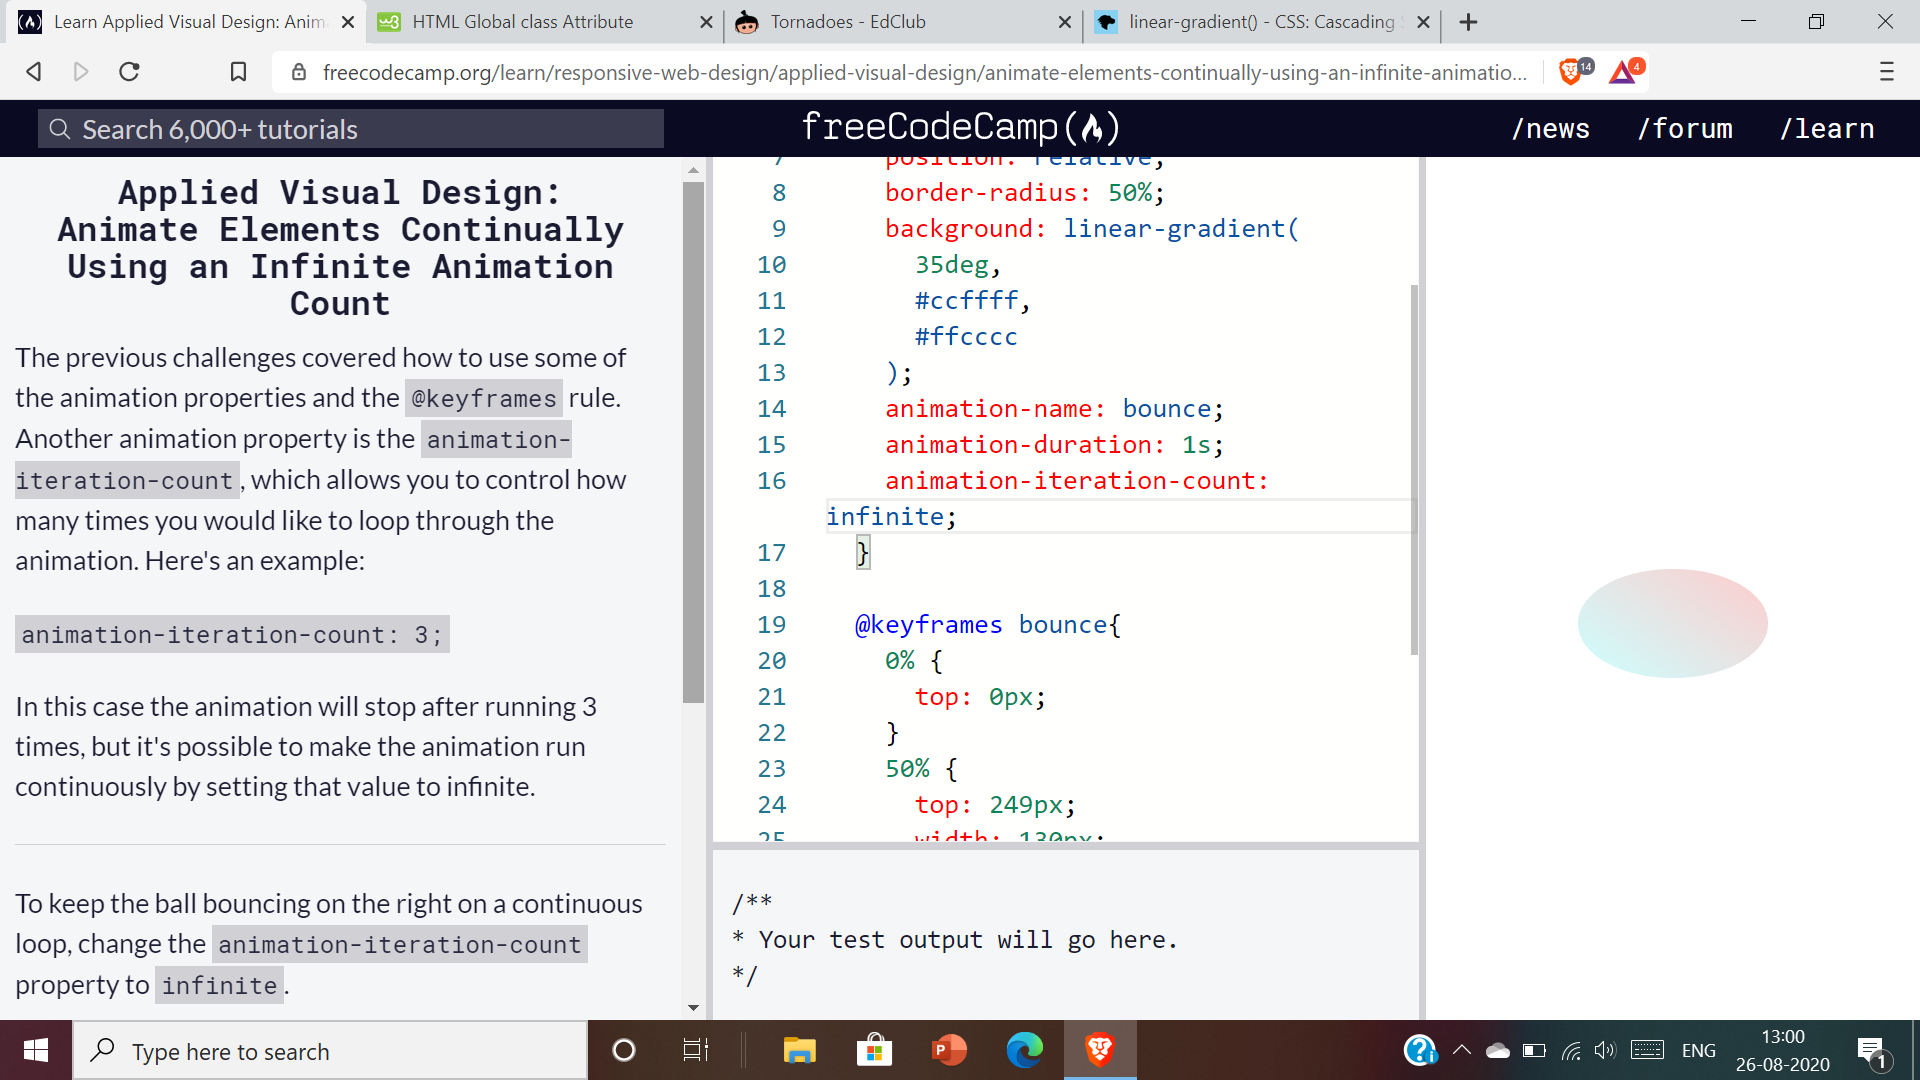 Learn Applied Visual Design: Anim
HTML Global class Attribute
Tornadoes - EdClub
linear-gradient() - CSS: Cascading S
freecodecamp.org/learn/responsive-web-design/applied-visual-design/animate-elements-continually-using-an-infinite-animatio...
14
4
Search 6,000+ tutorials
freeCodeCamp
/news
/forum
/learn
Applied Visual Design:
Animate Elements Continually
Using an Infinite Animation
Count
The previous challenges covered how to use some of
the animation properties and the @keyframes rule.
Another animation property is the animation-
iteration-count, which allows you to control how
many times you would like to loop through the
animation. Here's an example:
animation-iteration-count: 3;
In this case the animation will stop after running 3
times, but it's possible to make the animation run
continuously by setting that value to infinite.
To keep the ball bouncing on the right on a continuous
loop, change the animation-iteration-count
property to infinite.
7 position: relative;
8 border-radius: 50%;
9 background: linear-gradient(
10 35deg,
11 #ccffff,
12 #ffcccc
13 );
14 animation-name: bounce;
15 animation-duration: 1s;
16 animation-iteration-count:
infinite;
17 }
18
19 @keyframes bounce{
20 0% {
21 top: 0px;
22 }
23 50% {
24 top: 249px;
25 width: 130px;
/**
* Your test output will go here.
*/
Type here to search
ENG
13:00
26-08-2020
1